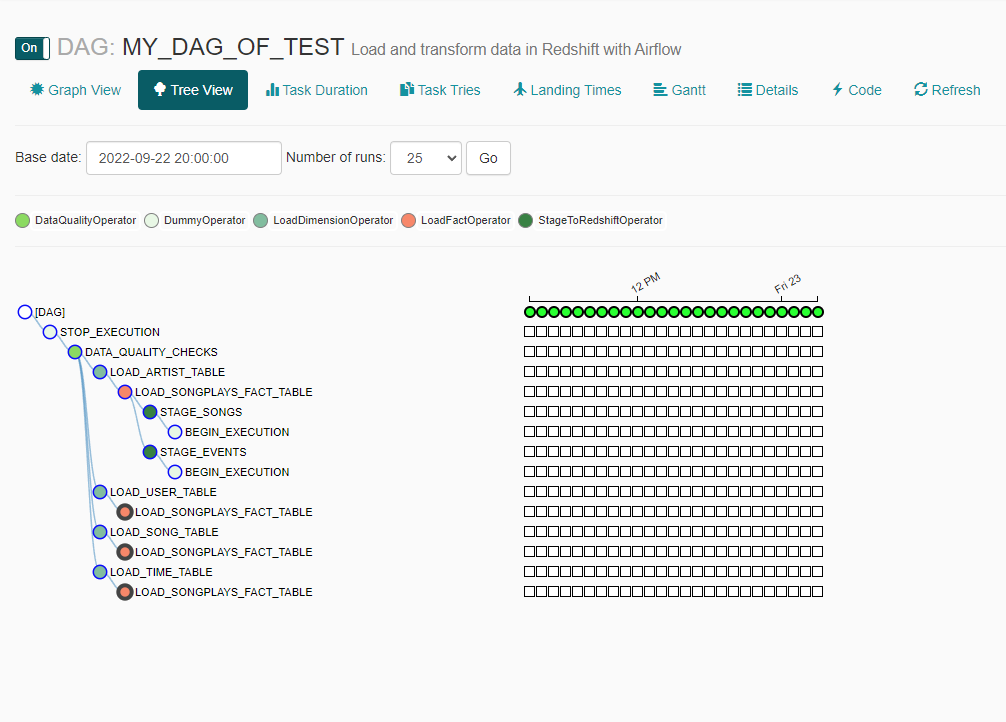 On DAG: MY_DAG_OF_TEST Load and transform data in Redshift with Airflow
Graph View Tree View Task Duration Task Tries Landing Times Gantt Details Code Refresh
Base date: 2022-09-22 20:00:00 Number of runs: 25 Go
DataQualityOperator DummyOperator LoadDimensionOperator LoadFactOperator StageToRedshiftOperator
12 PM Fri 23
[DAG]
STOP_EXECUTION
DATA_QUALITY_CHECKS
LOAD_ARTIST_TABLE
LOAD_SONGPLAYS_FACT_TABLE
STAGE_SONGS
BEGIN_EXECUTION
STAGE_EVENTS
BEGIN_EXECUTION
LOAD_USER_TABLE
LOAD_SONGPLAYS_FACT_TABLE
LOAD_SONG_TABLE
LOAD_SONGPLAYS_FACT_TABLE
LOAD_TIME_TABLE
LOAD_SONGPLAYS_FACT_TABLE